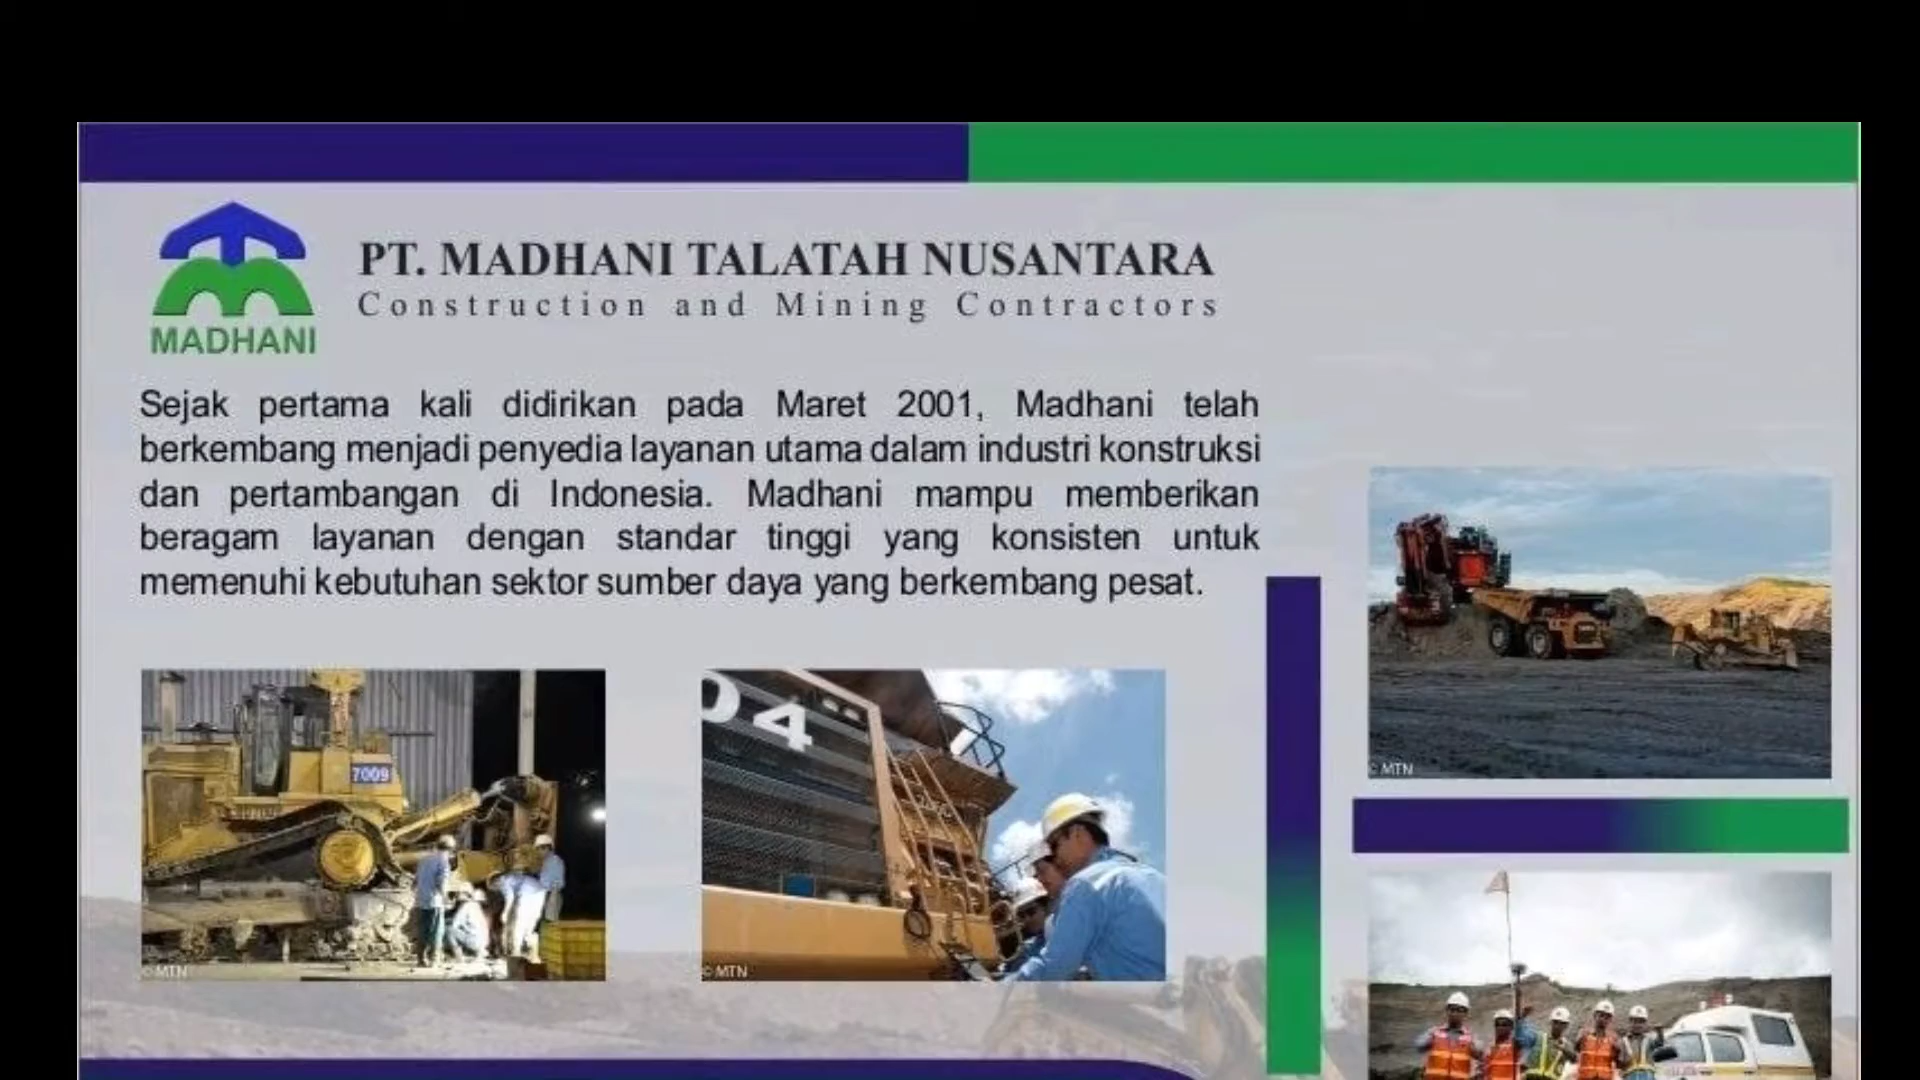 MADHANI
PT. MADHANI TALATAH NUSANTARA
Construction and Mining Contractors
Sejak pertama kali didirikan pada Maret 2001, Madhani telah
berkembang menjadi penyedia layanan utama dalam industri konstruksi
dan pertambangan di Indonesia. Madhani mampu memberikan
beragam layanan dengan standar tinggi yang konsisten untuk
memenuhi kebutuhan sektor sumber daya yang berkembang pesat.
© MTN
7009
© MTN
04
© MTN